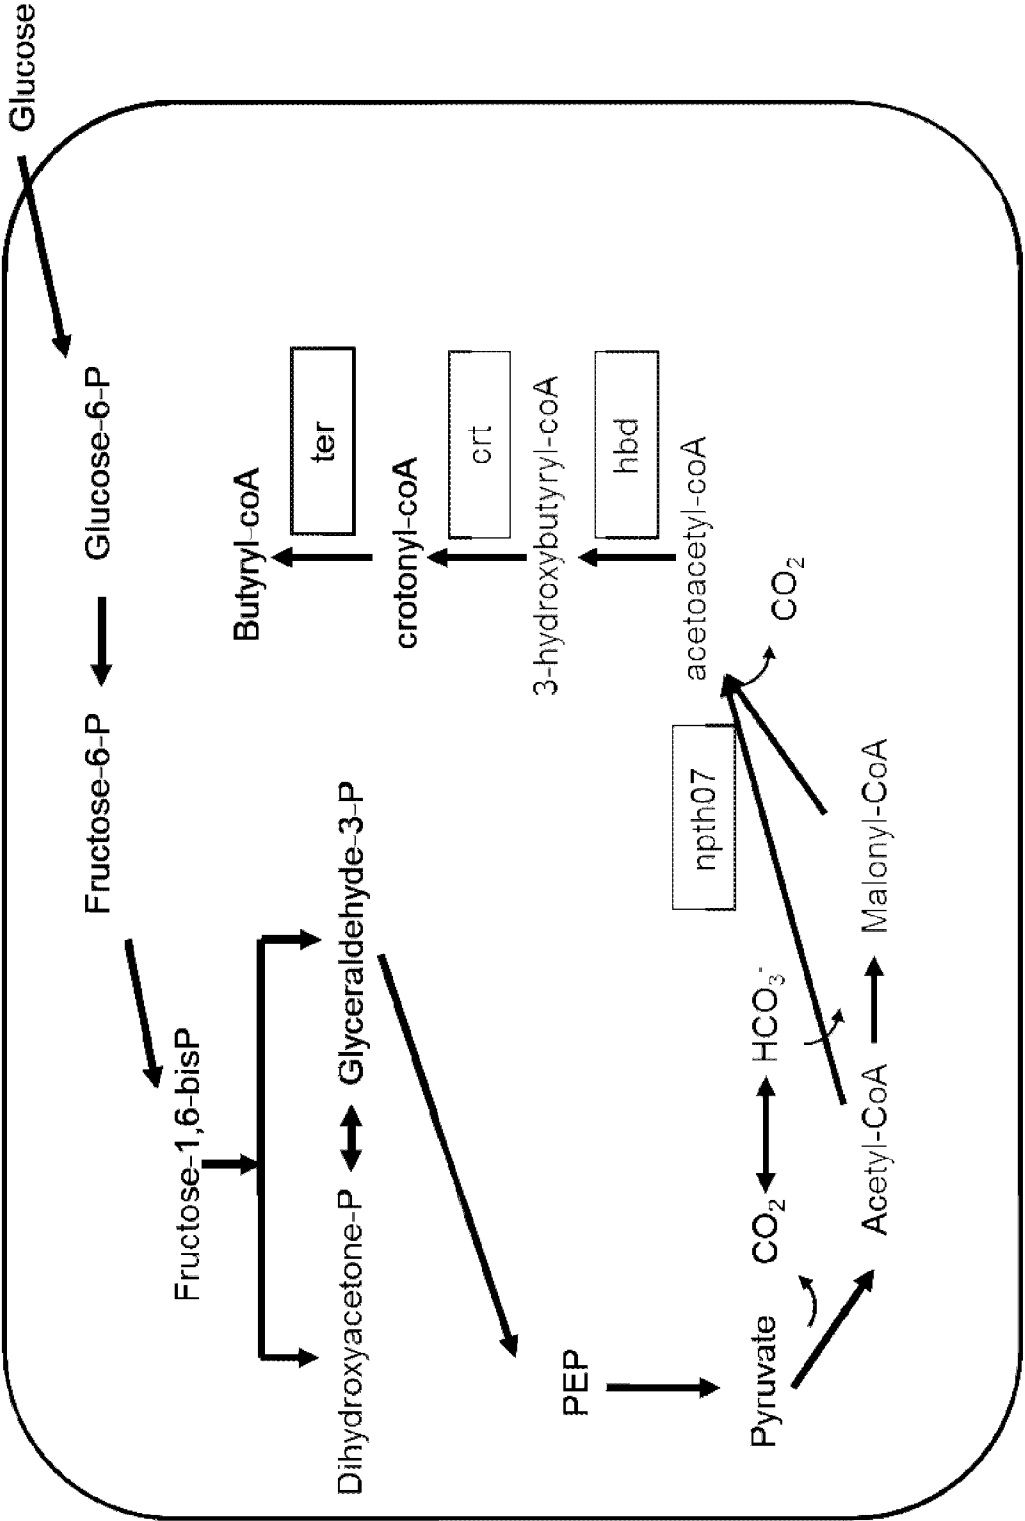 Glucose
Glucose-6-P
Fructose-6-P
Fructose-1,6-bisP
Dihydroxyacetone-P
Glyceraldehyde-3-P
PEP
Pyruvate
CO₂
HCO₃⁻
Acetyl-CoA
Malonyl-CoA
npth07
CO₂
acetoacetyl-coA
hbd
3-hydroxybutyryl-coA
crt
crotonyl-coA
ter
Butyryl-coA